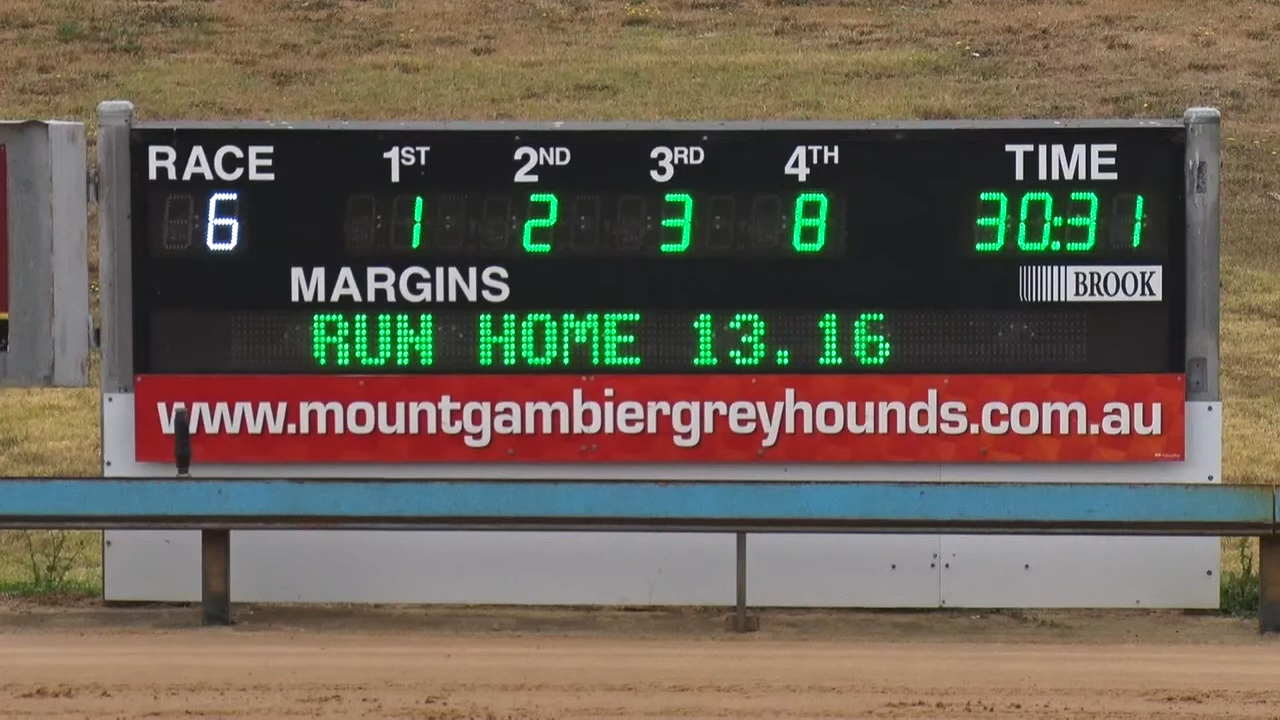 RACE 1ST 2ND 3RD 4TH TIME
6 1 2 3 8 30:31
MARGINS BROOK
RUN HOME 13.16
www.mountgambiergreyhounds.com.au